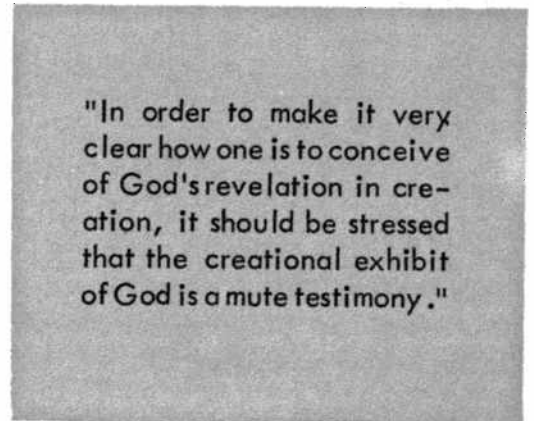 "In order to make it very
clear how one is to conceive
of God's revelation in cre-
ation, it should be stressed
that the creational exhibit
of God is a mute testimony."